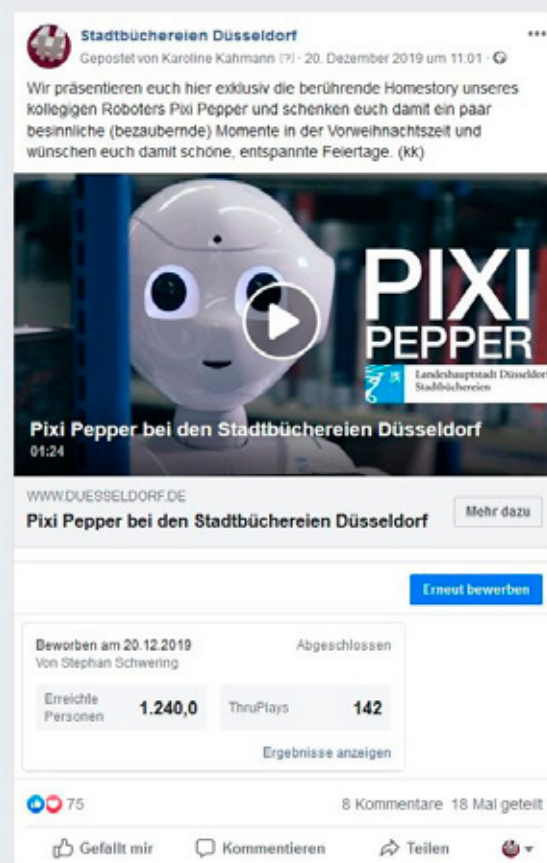 Stadtbüchereien Düsseldorf
Gepostet von Karoline Kahmann [?] · 20. Dezember 2019 um 11:01 ·
Wir präsentieren euch hier exklusiv die berührende Homestory unseres
kollegigen Roboters Pixi Pepper und schenken euch damit ein paar
besinnliche (bezaubernde) Momente in der Vorweihnachtszeit und
wünschen euch damit schöne, entspannte Feiertage. (kk)
PIXI
PEPPER
Landeshauptstadt Düsseldorf
Stadtbüchereien
Pixi Pepper bei den Stadtbüchereien Düsseldorf
01:24
WWW.DUESSELDORF.DE
Pixi Pepper bei den Stadtbüchereien Düsseldorf
Mehr dazu
Erneut bewerben
Beworben am 20.12.2019
Abgeschlossen
Von Stephan Schwering
Erreichte
Personen
1.240,0
ThruPlays
142
Ergebnisse anzeigen
75
8 Kommentare 18 Mal geteilt
Gefällt mir
Kommentieren
Teilen